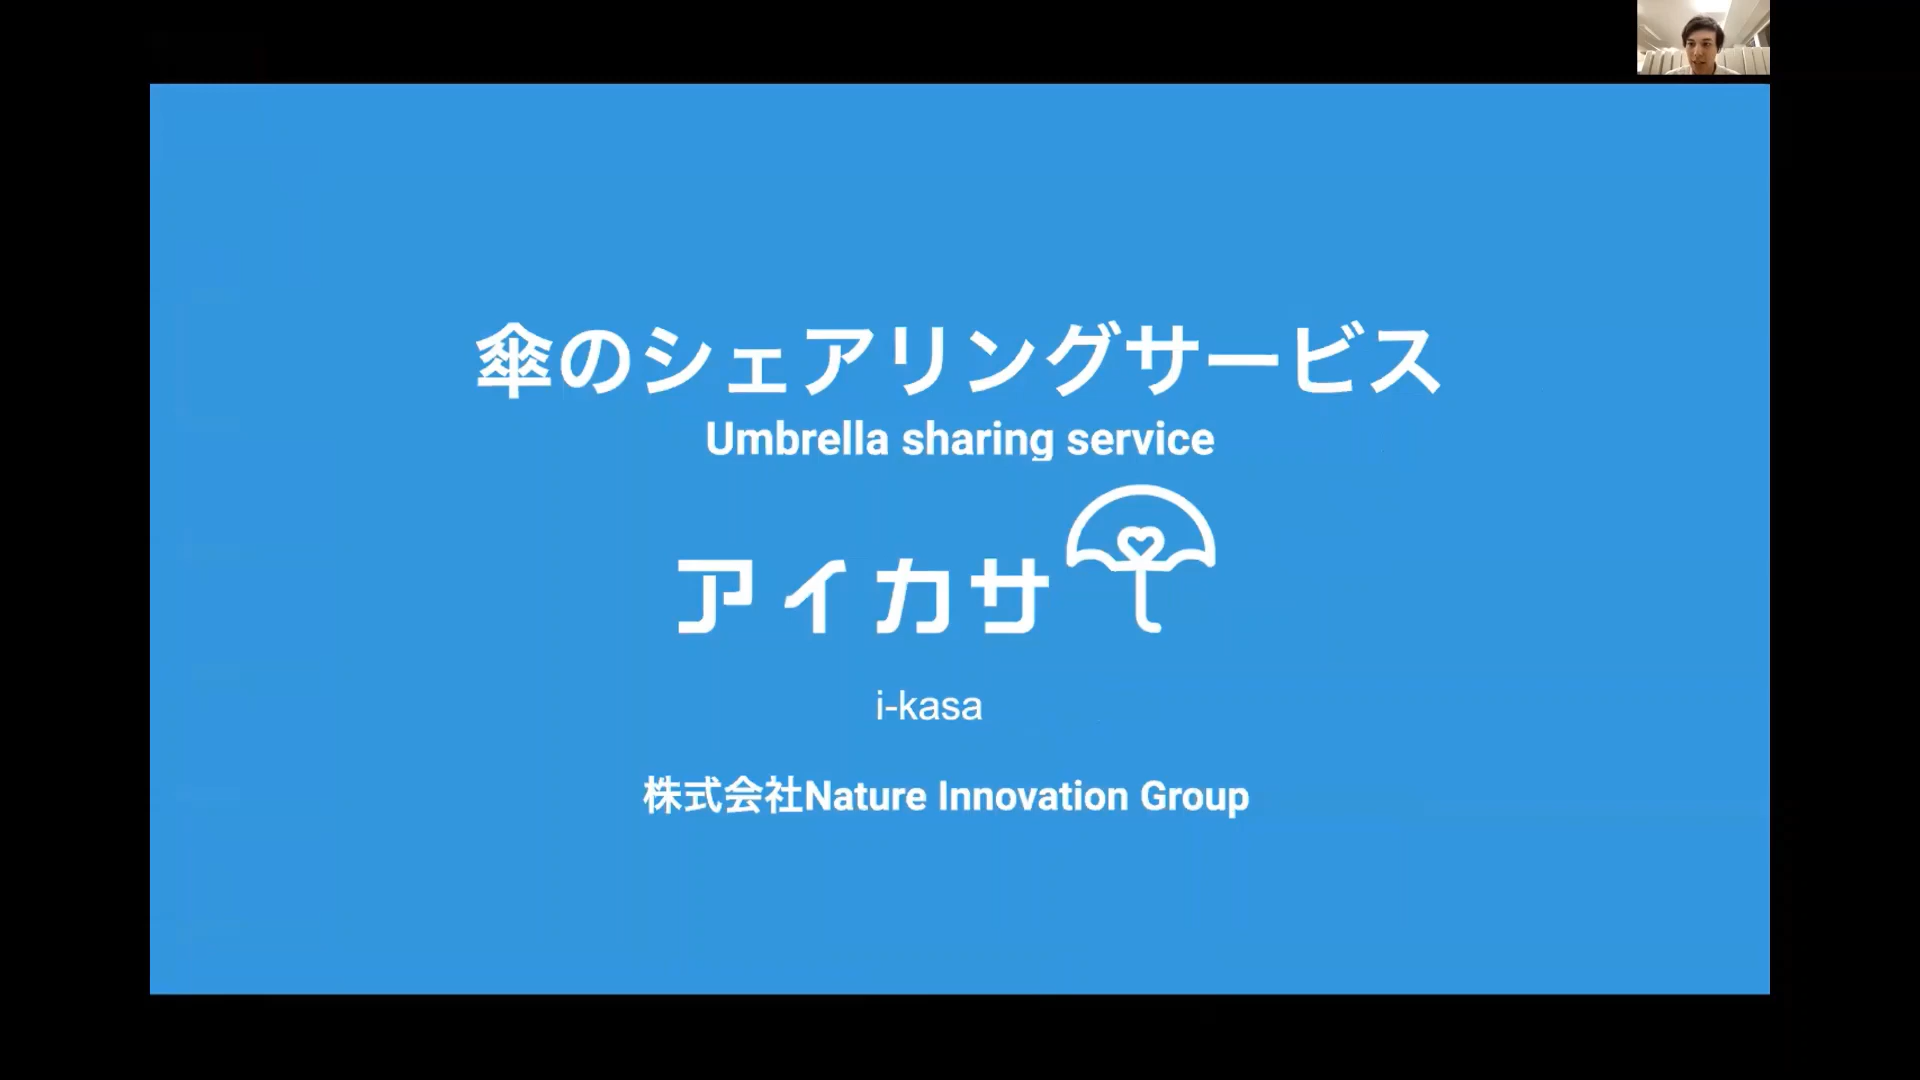 傘のシェアリングサービス
Umbrella sharing service
アイカサ
i-kasa
株式会社Nature Innovation Group